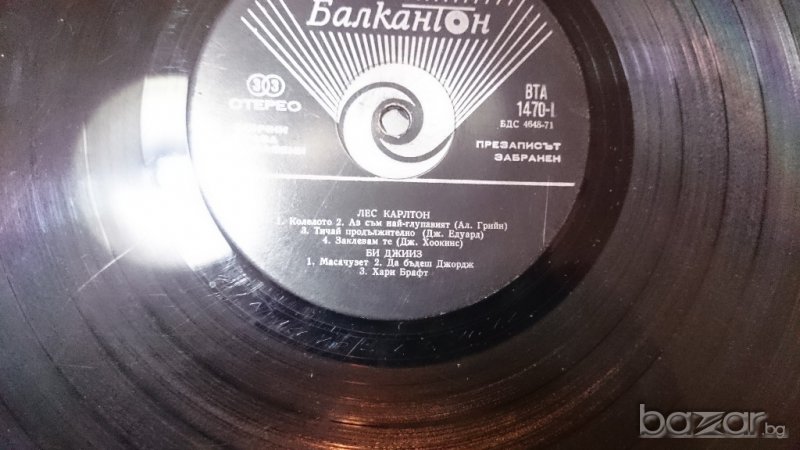 Балкантон
33
СТЕРЕО
ВТА
1470-I
БДС 4648-71
ПРЕЗАПИСЪТ
ЗАБРАНЕН
ЛЕС КАРЛТОН
1. Колелото 2. Аз съм най-глупавият (Ал. Грийн)
3. Тичай продължително (Дж. Едуард)
4. Заклевам те (Дж. Хоокинс)
БИ ДЖИИЗ
1. Масачузет 2. Да бъдеш Джордж
3. Хари Брафт
bazar.bg